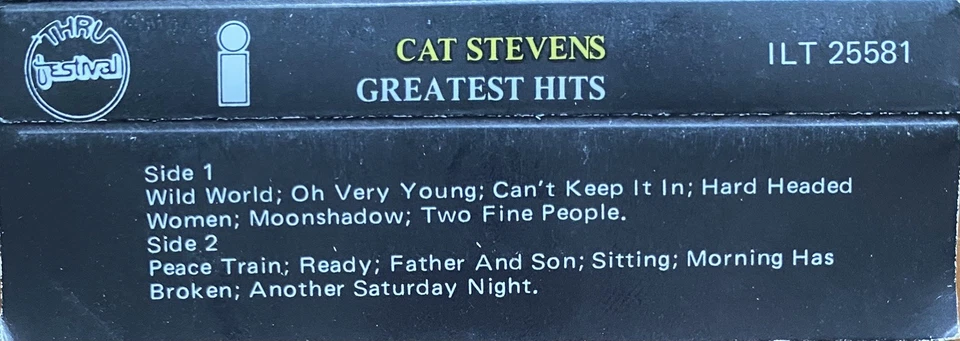 THRU
festival
i
CAT STEVENS
GREATEST HITS
ILT 25581
Side 1
Wild World; Oh Very Young; Can't Keep It In; Hard Headed
Women; Moonshadow; Two Fine People.
Side 2
Peace Train; Ready; Father And Son; Sitting; Morning Has
Broken; Another Saturday Night.